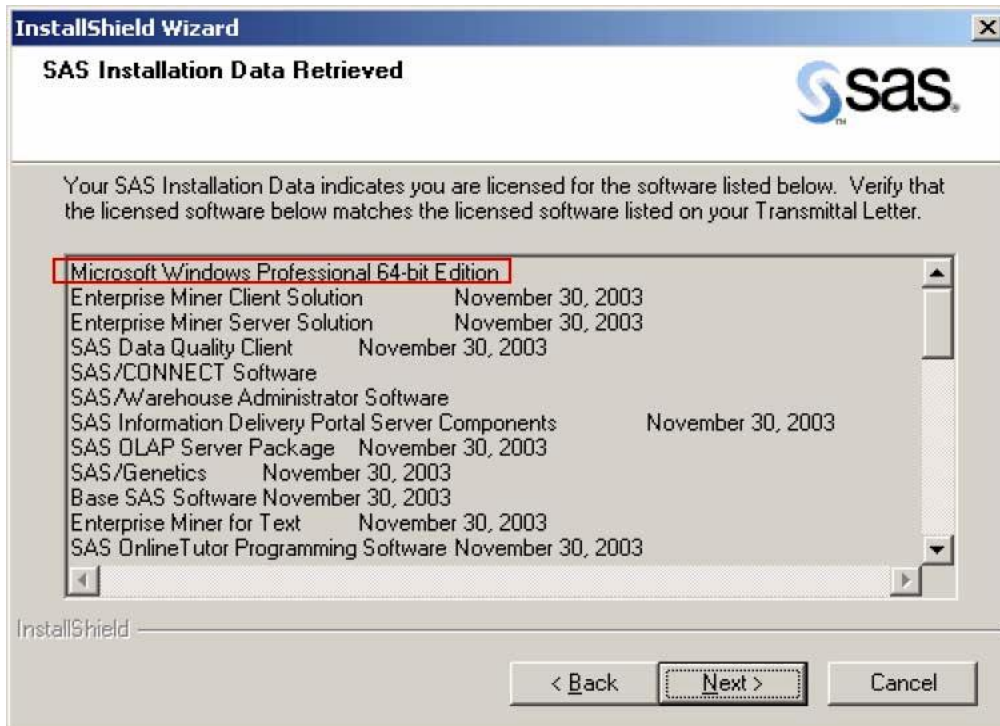 InstallShield Wizard
SAS Installation Data Retrieved
sas
TM
Your SAS Installation Data indicates you are licensed for the software listed below. Verify that
the licensed software below matches the licensed software listed on your Transmittal Letter.
Microsoft Windows Professional 64-bit Edition
Enterprise Miner Client Solution November 30, 2003
Enterprise Miner Server Solution November 30, 2003
SAS Data Quality Client November 30, 2003
SAS/CONNECT Software
SAS/Warehouse Administrator Software
SAS Information Delivery Portal Server Components November 30, 2003
SAS OLAP Server Package November 30, 2003
SAS/Genetics November 30, 2003
Base SAS Software November 30, 2003
Enterprise Miner for Text November 30, 2003
SAS OnlineTutor Programming Software November 30, 2003
InstallShield
< Back
Next >
Cancel